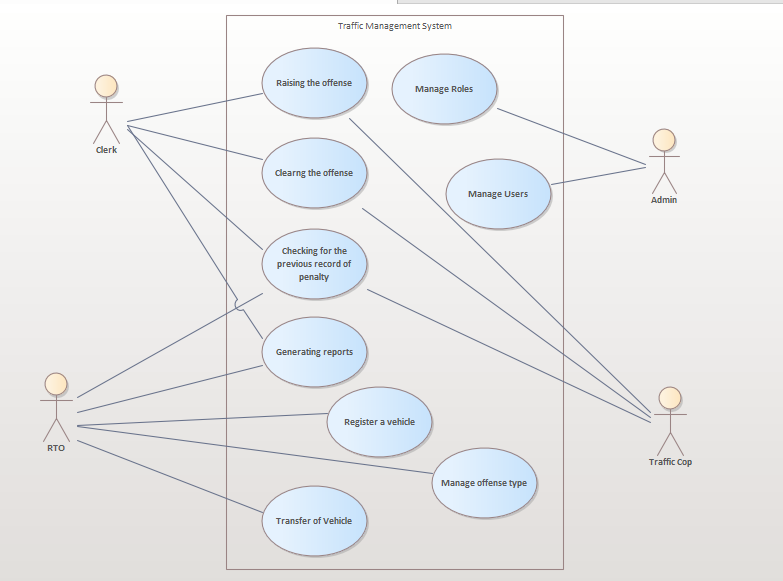 Traffic Management System
Raising the offense
Manage Roles
Clerk
Clearng the offense
Manage Users
Admin
Checking for the
previous record of
penalty
Generating reports
Register a vehicle
RTO
Traffic Cop
Manage offense type
Transfer of Vehicle